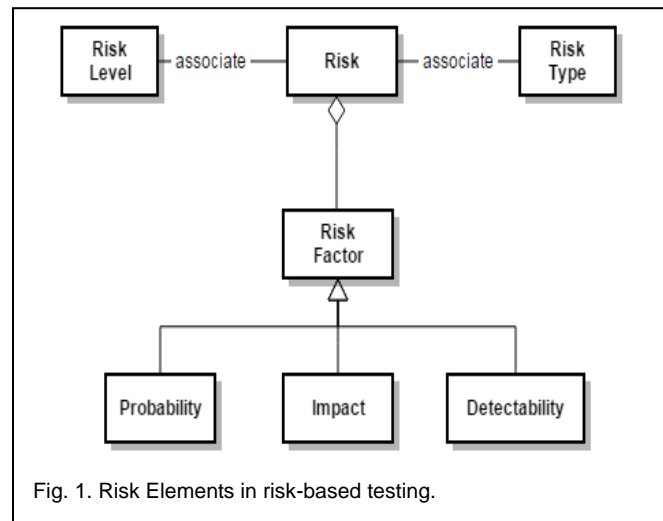 Risk
Level
associate
Risk
associate
Risk
Type
Risk
Factor
Probability
Impact
Detectability
Fig. 1. Risk Elements in risk-based testing.